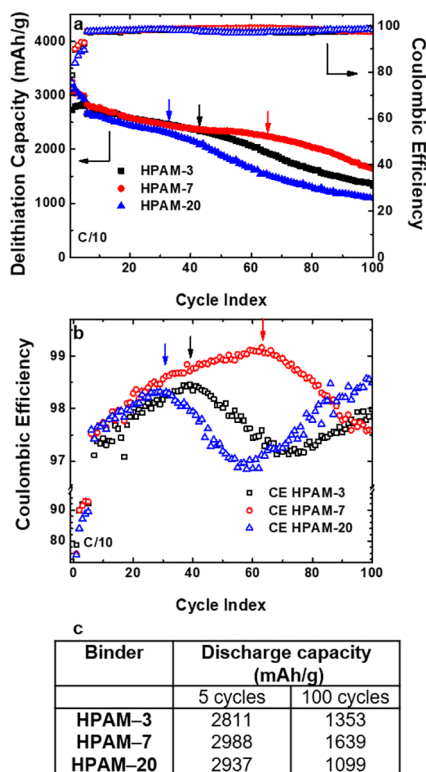 a
Delithiation Capacity (mAh/g)
4000
3000
2000
1000
0
100
80
60
40
20
0
Coulombic Efficiency
HPAM-3
HPAM-7
HPAM-20
C/10
20
40
60
80
100
Cycle Index
b
Coulombic Efficiency
99
98
97
90
80
CE HPAM-3
CE HPAM-7
CE HPAM-20
C/10
0
20
40
60
80
100
Cycle Index
c
Binder Discharge capacity
(mAh/g)
5 cycles 100 cycles
HPAM–3 2811 1353
HPAM–7 2988 1639
HPAM–20 2937 1099